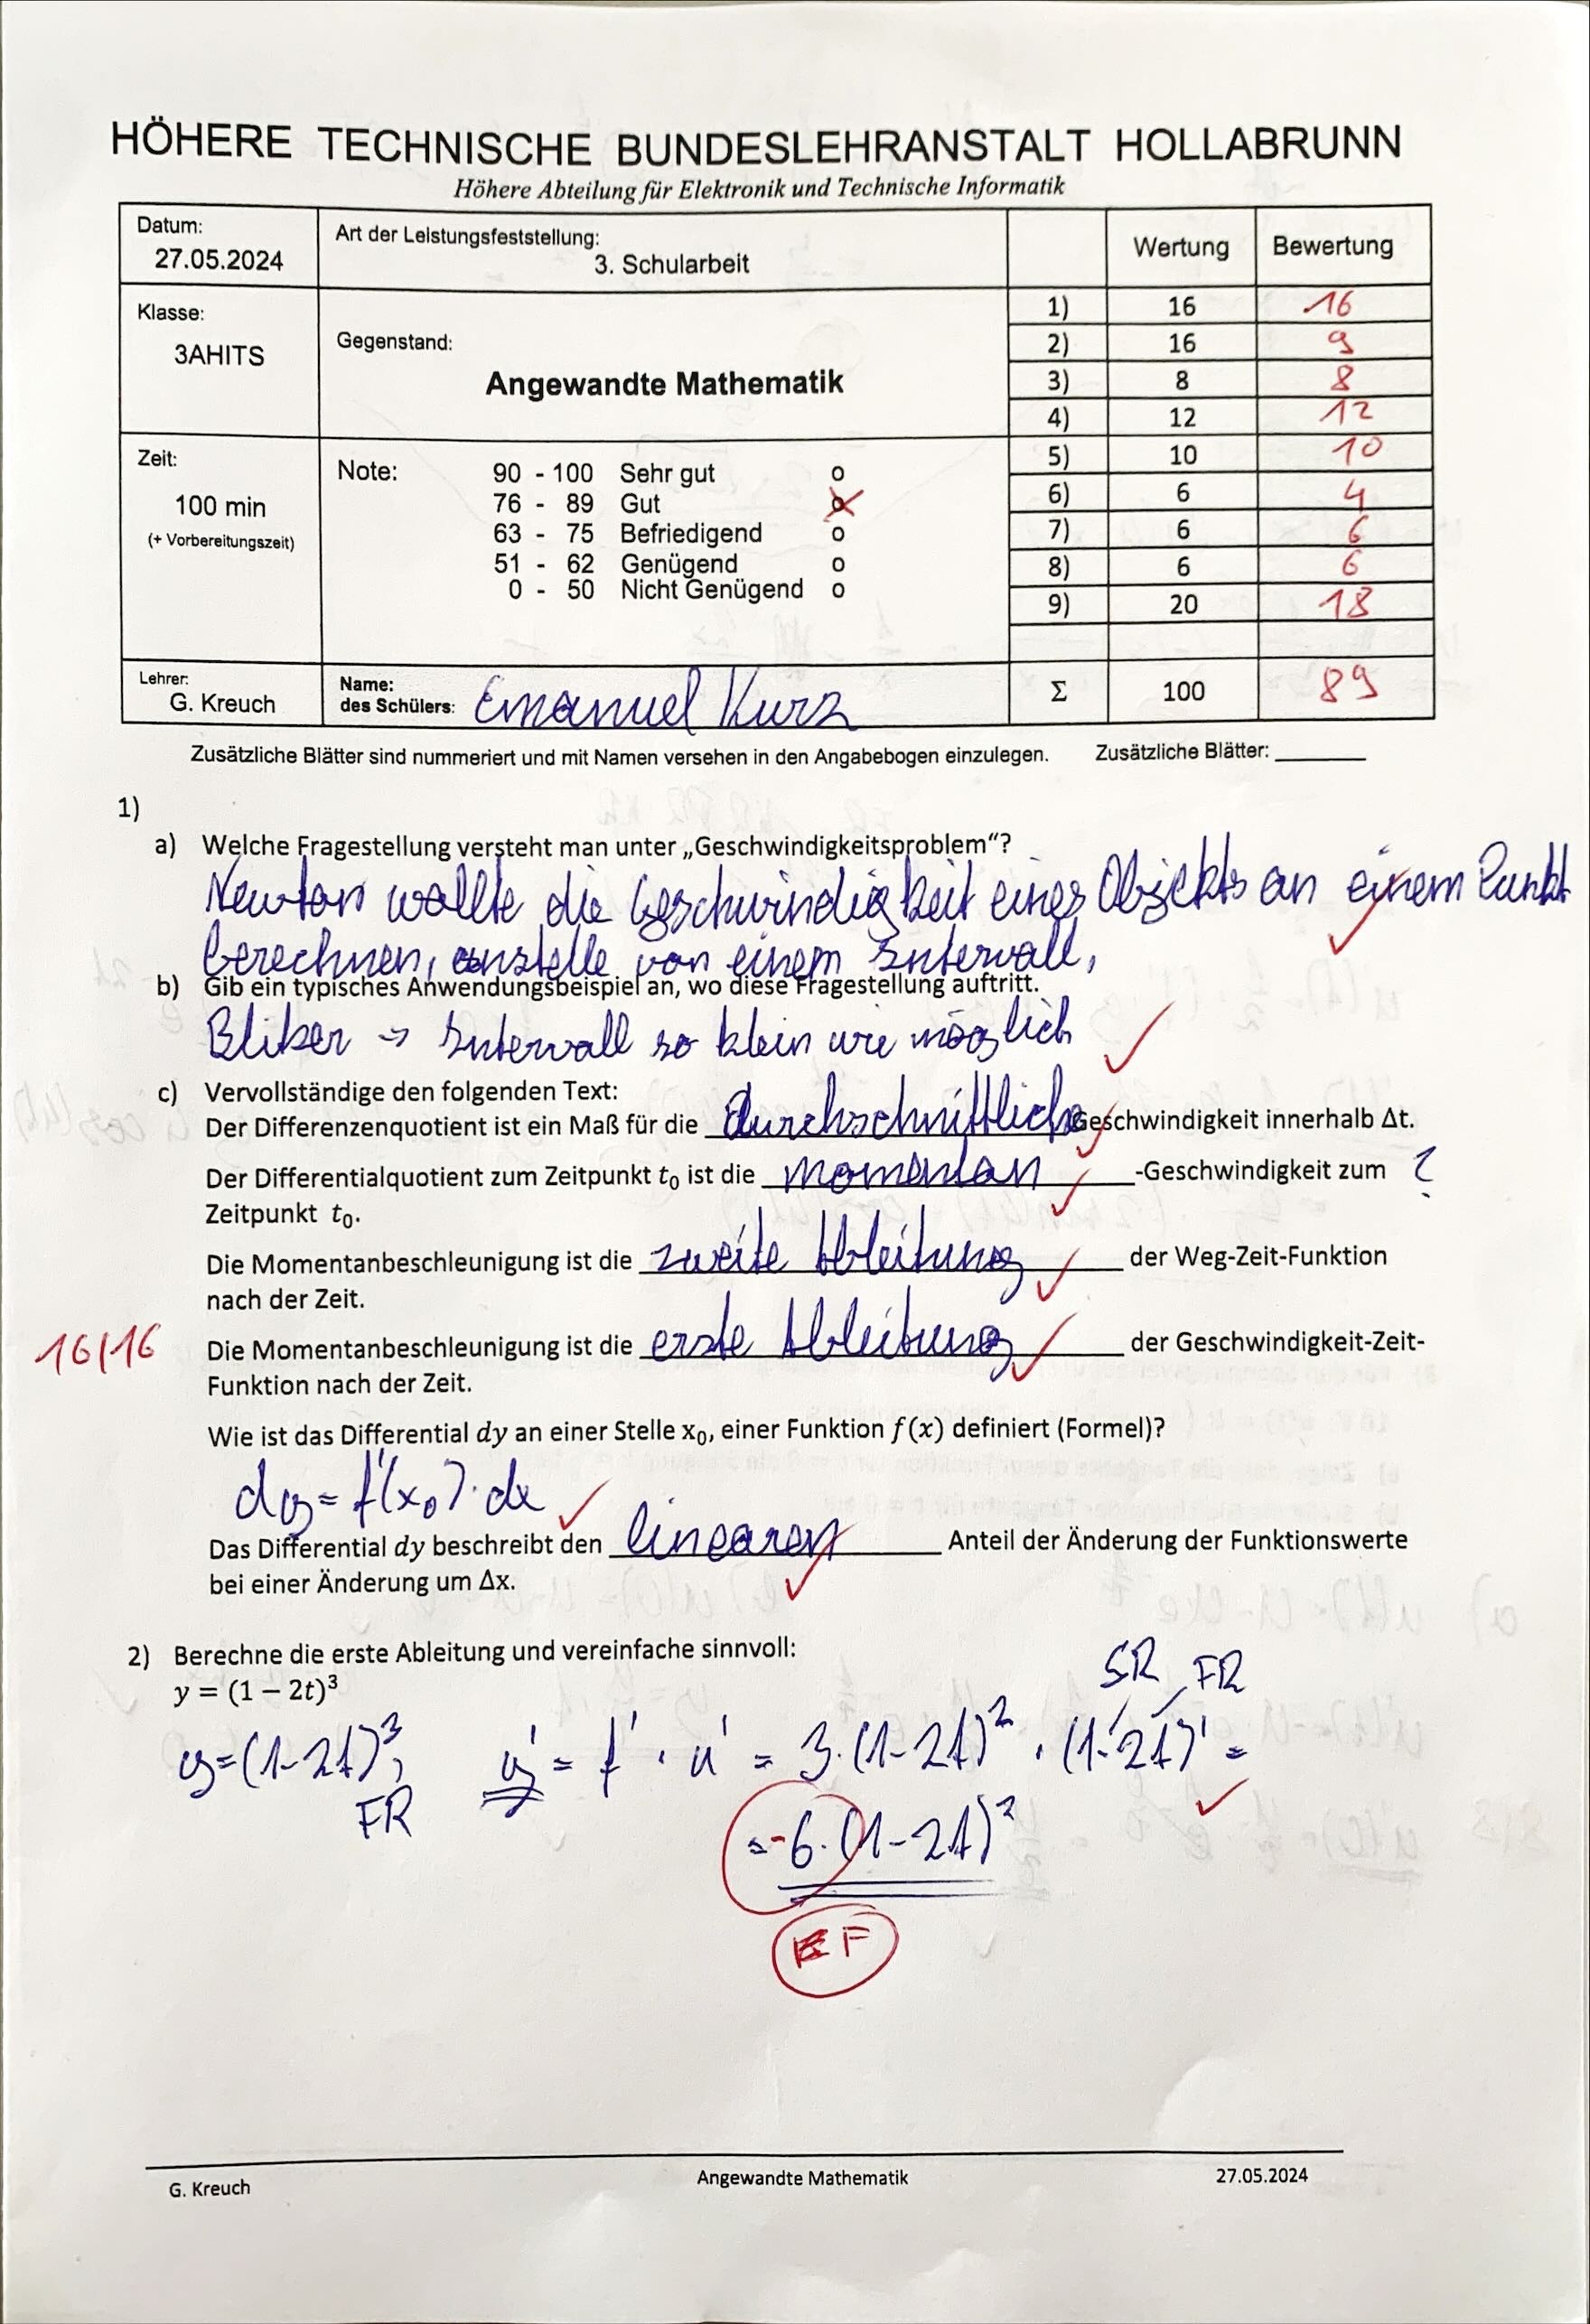 HÖHERE TECHNISCHE BUNDESLEHRANSTALT HOLLABRUNN
Höhere Abteilung für Elektronik und Technische Informatik
Datum:
27.05.2024
Art der Leistungsfeststellung:
3. Schularbeit
Wertung Bewertung
Klasse:
3AHITS
Gegenstand:
Angewandte Mathematik
1) 16 16
2) 16 9
3) 8 8
4) 12 12
Zeit:
100 min
(+ Vorbereitungszeit)
Note:
90 - 100 Sehr gut o
76 - 89 Gut o
63 - 75 Befriedigend o
51 - 62 Genügend o
0 - 50 Nicht Genügend o
5) 10 10
6) 6 4
7) 6 6
8) 6 6
9) 20 18
Lehrer:
G. Kreuch
Name:
des Schülers: Emanuel Kurz
Σ 100 89
Zusätzliche Blätter sind nummeriert und mit Namen versehen in den Angabebogen einzulegen. Zusätzliche Blätter:
1)
a) Welche Fragestellung versteht man unter „Geschwindigkeitsproblem“?
Newton wollte die Geschwindigkeit eines Objekts an einem Punkt
berechnen, anstelle von einem Intervall,
b) Gib ein typisches Anwendungsbeispiel an, wo diese Fragestellung auftritt.
→ Intervall so klein wie möglich
c) Vervollständige den folgenden Text:
Der Differenzenquotient ist ein Maß für die durchschnittliche Geschwindigkeit innerhalb Δt.
Der Differentialquotient zum Zeitpunkt t₀ ist die momentan -Geschwindigkeit zum ?
Zeitpunkt t₀.
Die Momentanbeschleunigung ist die zweite Ableitung der Weg-Zeit-Funktion
nach der Zeit.
16/16
Die Momentanbeschleunigung ist die erste Ableitung der Geschwindigkeit-Zeit-
Funktion nach der Zeit.
Wie ist das Differential dy an einer Stelle x₀, einer Funktion f(x) definiert (Formel)?
dy = f'(x₀) · dx
Das Differential dy beschreibt den linearen Anteil der Änderung der Funktionswerte
bei einer Änderung um Δx.
2) Berechne die erste Ableitung und vereinfache sinnvoll:
y = (1 – 2t)³
SR FR
y=(1-2t)³, y' = f' · u' = 3·(1-2t)² · (1-2t)' =
FR
= -6·(1-2t)²
F
G. Kreuch Angewandte Mathematik 27.05.2024